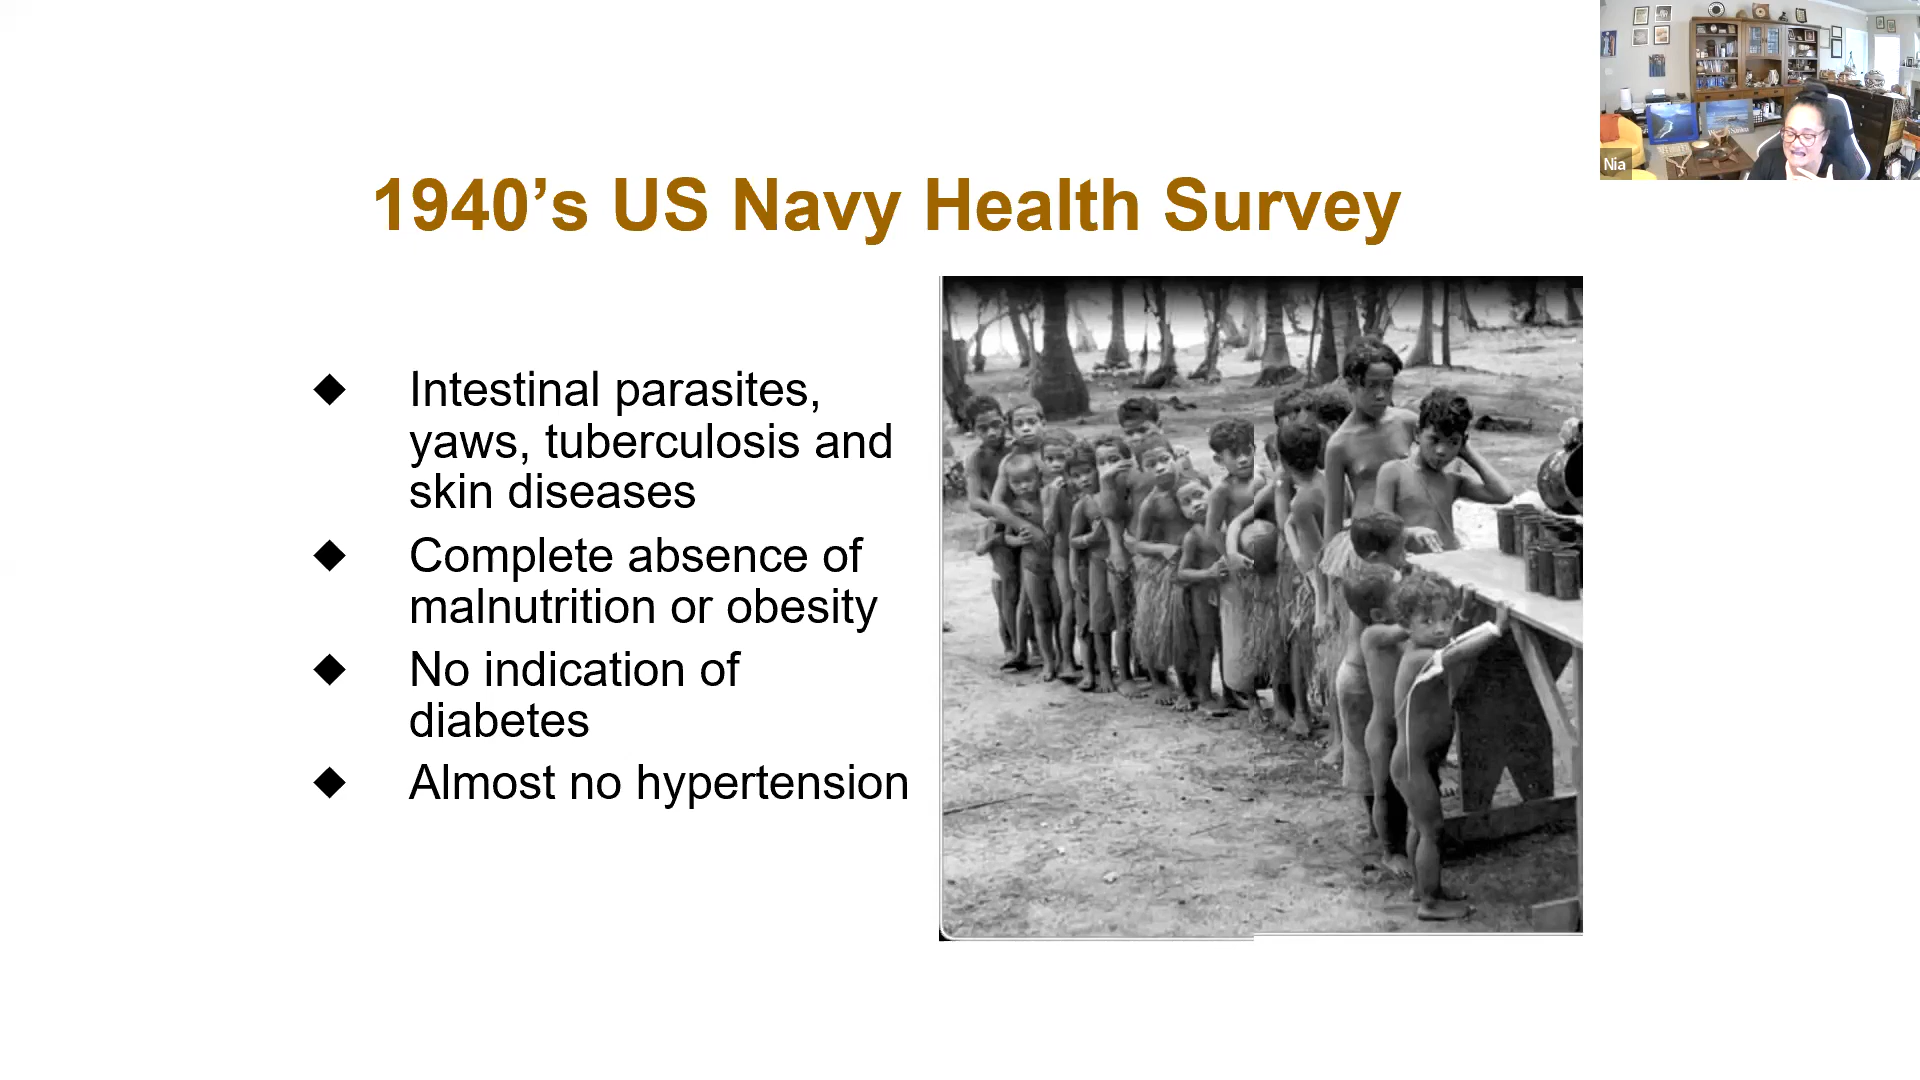 Nia
1940’s US Navy Health Survey
◆ Intestinal parasites,
yaws, tuberculosis and
skin diseases
◆ Complete absence of
malnutrition or obesity
◆ No indication of
diabetes
◆ Almost no hypertension